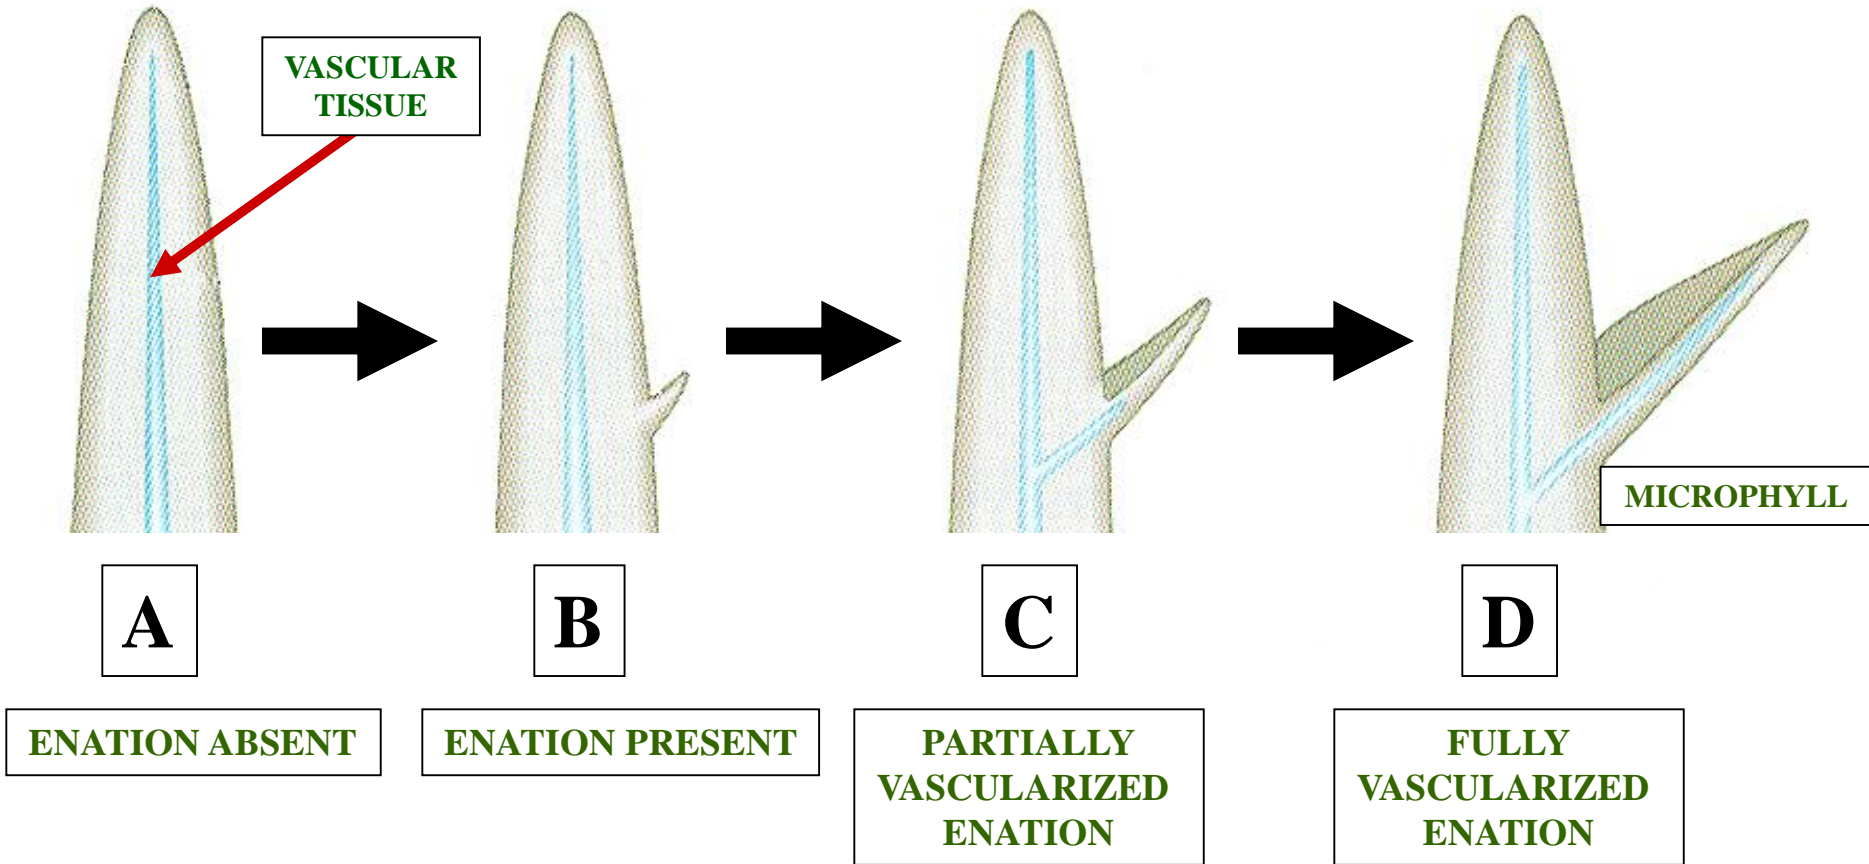 VASCULAR
TISSUE
MICROPHYLL
A
B
C
D
ENATION ABSENT
ENATION PRESENT
PARTIALLY
VASCULARIZED
ENATION
FULLY
VASCULARIZED
ENATION